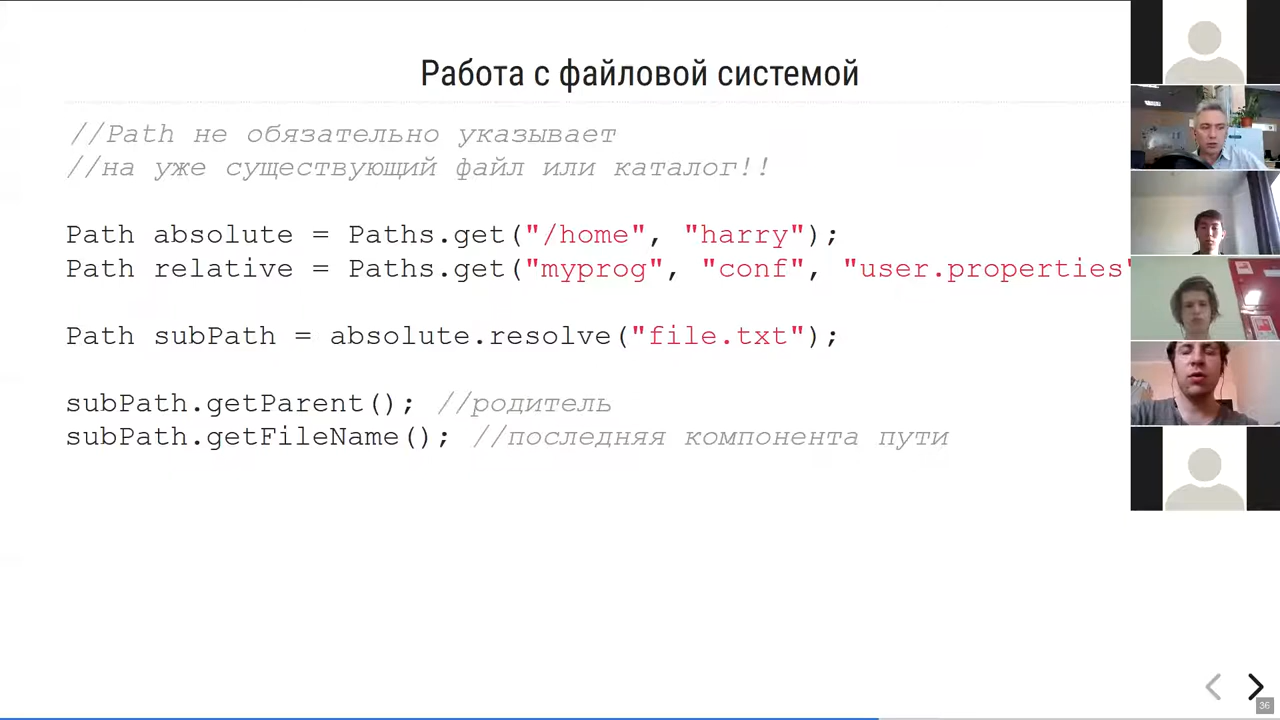 Работа с файловой системой
//Path не обязательно указывает
//на уже существующий файл или каталог!!
Path absolute = Paths.get("/home", "harry");
Path relative = Paths.get("myprog", "conf", "user.properties"
Path subPath = absolute.resolve("file.txt");
subPath.getParent(); //родитель
subPath.getFileName(); //последняя компонента пути
36